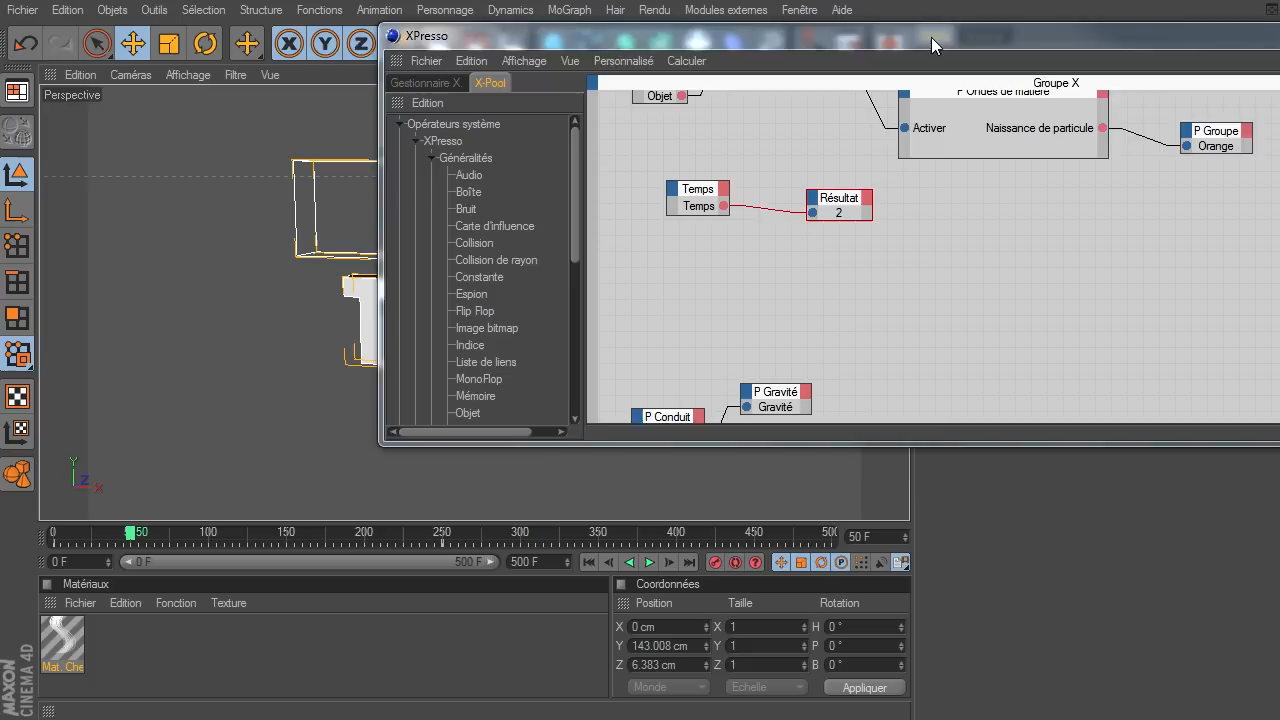 Fichier Edition Objets Outils Sélection Structure Fonctions Animation Personnage Dynamics MoGraph Hair Rendu Modules externes Fenêtre Aide
X Y Z
XPresso
Fichier Edition Affichage Vue Personnalisé Calculer
Edition Caméras Affichage Filtre Vue
Perspective
Gestionnaire X. X-Pool
Edition
Opérateurs système
XPresso
Généralités
Audio
Boîte
Bruit
Carte d'influence
Collision
Collision de rayon
Constante
Espion
Flip Flop
Image bitmap
Indice
Liste de liens
MonoFlop
Mémoire
Objet
Groupe X
Objet
P Ondes de matière
Activer Naissance de particule
P Groupe
Orange
Temps
Temps
Résultat
2
P Gravité
Gravité
P Conduit
Y
Z
X
0 50 100 150 200 250 300 350 400 450 500
50 F
0 F 0 F 500 F 500 F
Matériaux
Fichier Edition Fonction Texture
Mat. Che
Coordonnées
Position Taille Rotation
X 0 cm X 1 H 0 °
Y 143.008 cm Y 1 P 0 °
Z 6.383 cm Z 1 B 0 °
Monde Echelle Appliquer
MAXON
CINEMA 4D